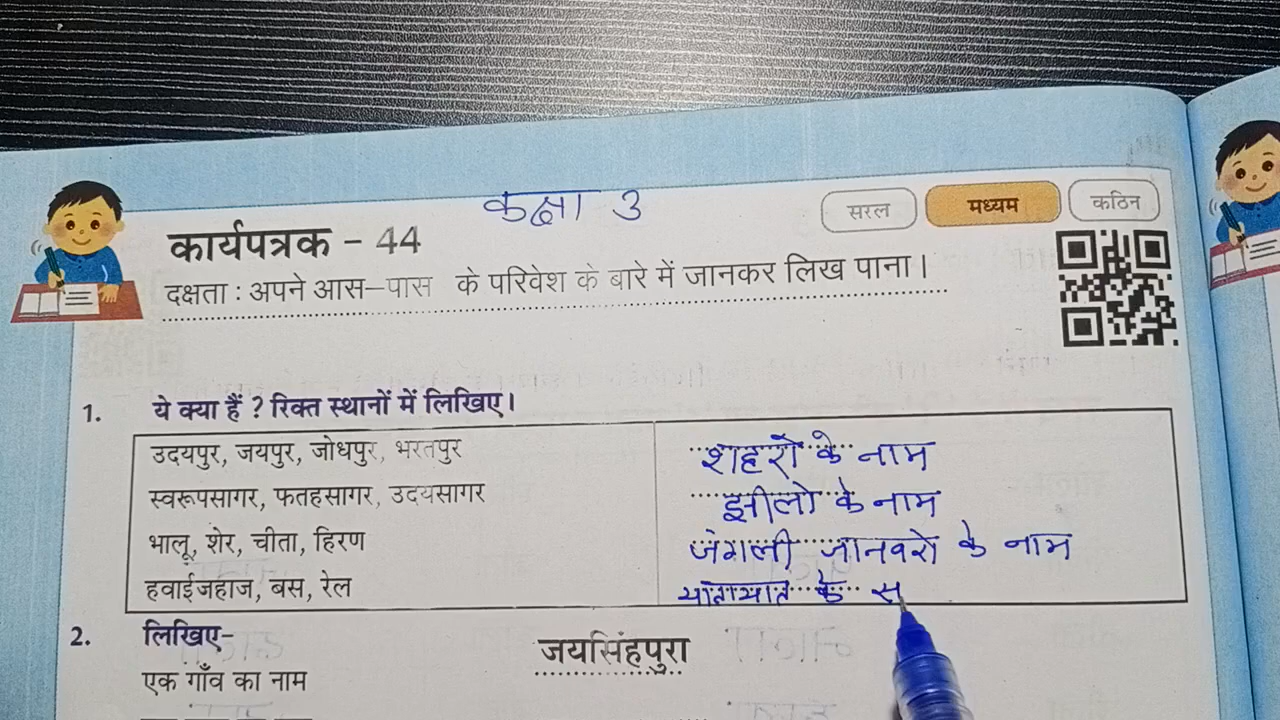 कक्षा 3
सरल मध्यम कठिन
कार्यपत्रक - 44
दक्षता : अपने आस-पास के परिवेश के बारे में जानकर लिख पाना।
1. ये क्या हैं ? रिक्त स्थानों में लिखिए।
उदयपुर, जयपुर, जोधपुर, भरतपुर शहरो के नाम
स्वरूपसागर, फतहसागर, उदयसागर झीलो के नाम
भालू, शेर, चीता, हिरण जंगली जानवरो के नाम
हवाईजहाज, बस, रेल यातायात के स
2. लिखिए-
एक गाँव का नाम जयसिंहपुरा